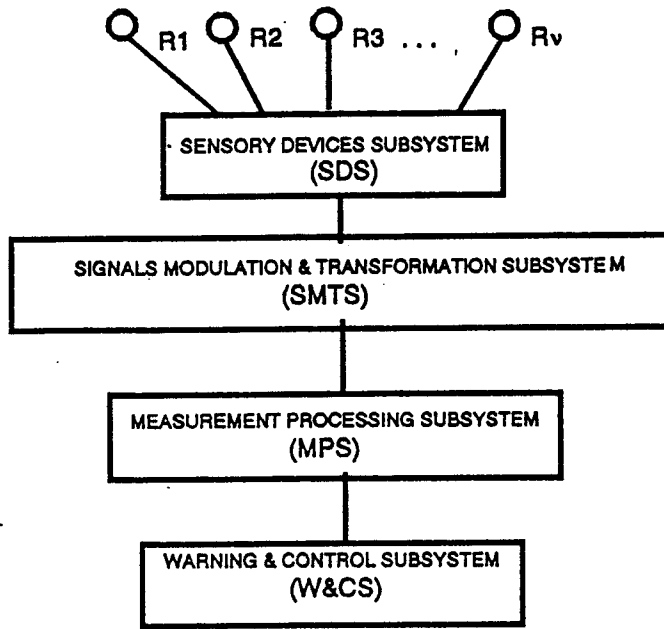 R1 R2 R3 ... Rν
SENSORY DEVICES SUBSYSTEM
(SDS)
SIGNALS MODULATION & TRANSFORMATION SUBSYSTEM
(SMTS)
MEASUREMENT PROCESSING SUBSYSTEM
(MPS)
WARNING & CONTROL SUBSYSTEM
(W&CS)